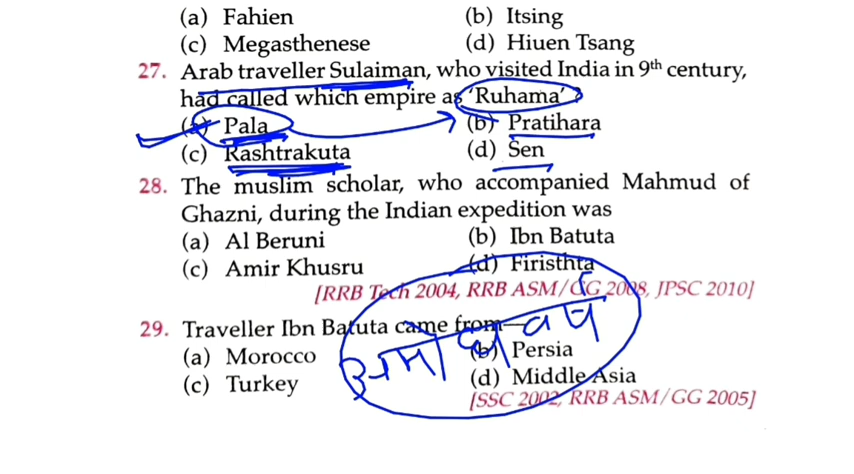 (a) Fahien (b) Itsing
(c) Megasthenese (d) Hiuen Tsang
27. Arab traveller Sulaiman, who visited India in 9th century,
had called which empire as 'Ruhama' ?
(a) Pala (b) Pratihara
(c) Rashtrakuta (d) Sen
28. The muslim scholar, who accompanied Mahmud of
Ghazni, during the Indian expedition was
(a) Al Beruni (b) Ibn Batuta
(c) Amir Khusru (d) Firisthta
[RRB Tech 2004, RRB ASM/GG 2008, JPSC 2010]
29. Traveller Ibn Batuta came from—
(a) Morocco (b) Persia
(c) Turkey (d) Middle Asia
[SSC 2002, RRB ASM/GG 2005]
अमोघवर्ष